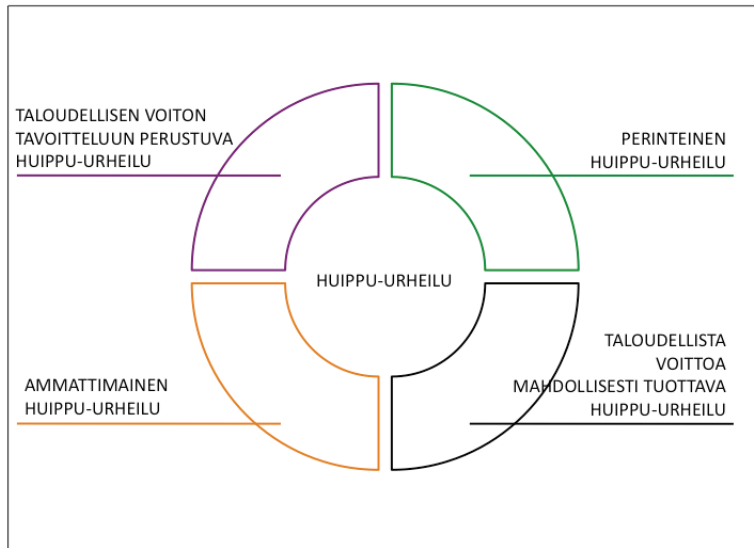 TALOUDELLISEN VOITON
TAVOITTELUUN PERUSTUVA
HUIPPU-URHEILU
PERINTEINEN
HUIPPU-URHEILU
HUIPPU-URHEILU
AMMATTIMAINEN
HUIPPU-URHEILU
TALOUDELLISTA
VOITTOA
MAHDOLLISESTI TUOTTAVA
HUIPPU-URHEILU